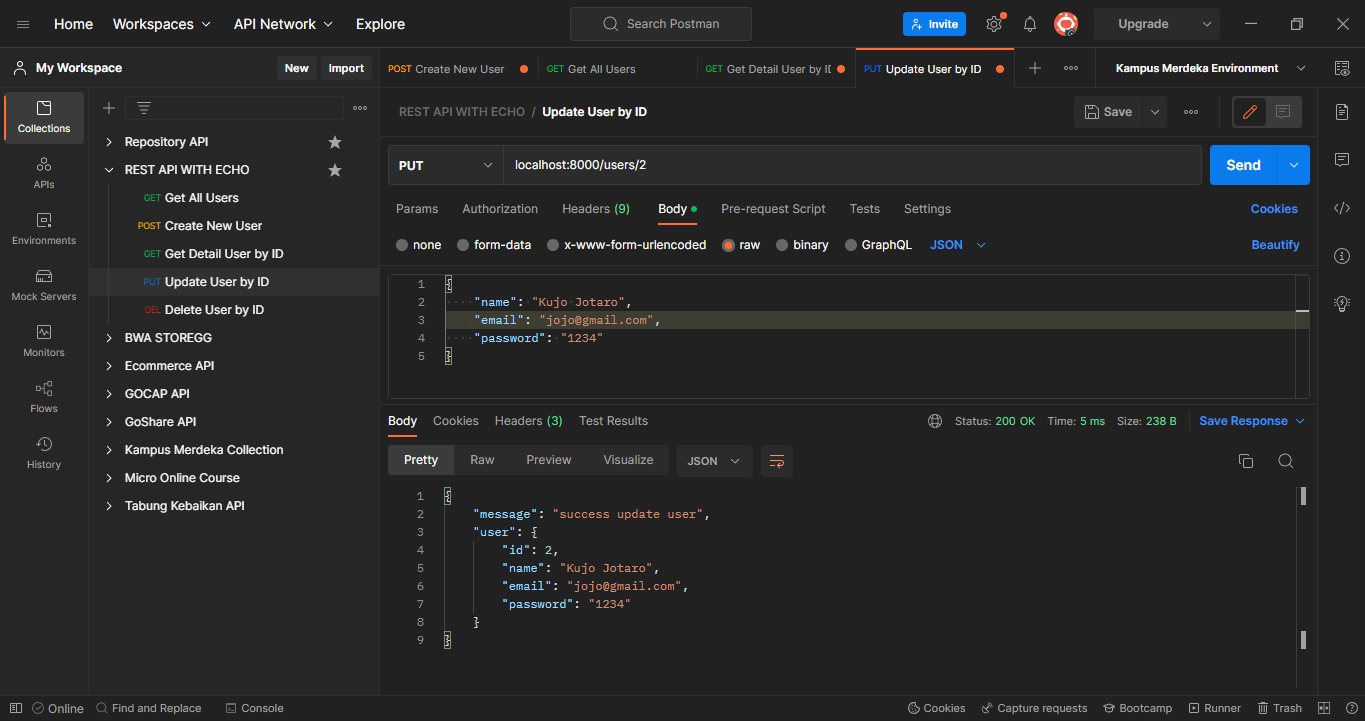 Home Workspaces API Network Explore Search Postman Invite Upgrade
My Workspace New Import POST Create New User GET Get All Users GET Get Detail User by I PUT Update User by ID Kampus Merdeka Environment
Collections
APIs
Environments
Mock Servers
Monitors
Flows
History
Repository API
REST API WITH ECHO
GET Get All Users
POST Create New User
GET Get Detail User by ID
PUT Update User by ID
DEL Delete User by ID
BWA STOREGG
Ecommerce API
GOCAP API
GoShare API
Kampus Merdeka Collection
Micro Online Course
Tabung Kebaikan API
REST API WITH ECHO / Update User by ID Save
PUT localhost:8000/users/2 Send
Params Authorization Headers (9) Body Pre-request Script Tests Settings Cookies
none form-data x-www-form-urlencoded raw binary GraphQL JSON Beautify
1 {
2 "name": "Kujo Jotaro",
3 "email": "jojo@gmail.com",
4 "password": "1234"
5 }
Body Cookies Headers (3) Test Results Status: 200 OK Time: 5 ms Size: 238 B Save Response
Pretty Raw Preview Visualize JSON
1 {
2 "message": "success update user",
3 "user": {
4 "id": 2,
5 "name": "Kujo Jotaro",
6 "email": "jojo@gmail.com",
7 "password": "1234"
8 }
9 }
Online Find and Replace Console Cookies Capture requests Bootcamp Runner Trash